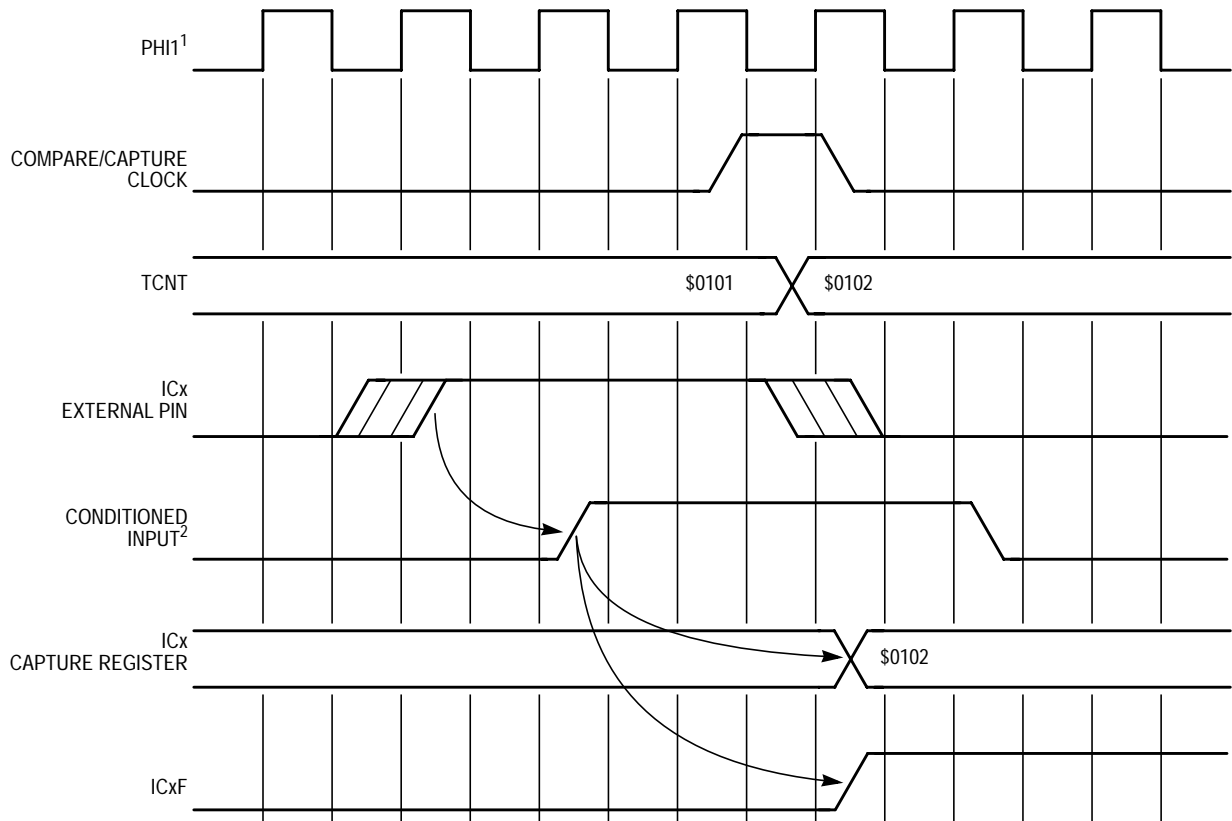 PHI1¹
COMPARE/CAPTURE
CLOCK
TCNT
$0101
$0102
ICx
EXTERNAL PIN
CONDITIONED
INPUT²
ICx
CAPTURE REGISTER
$0102
ICxF